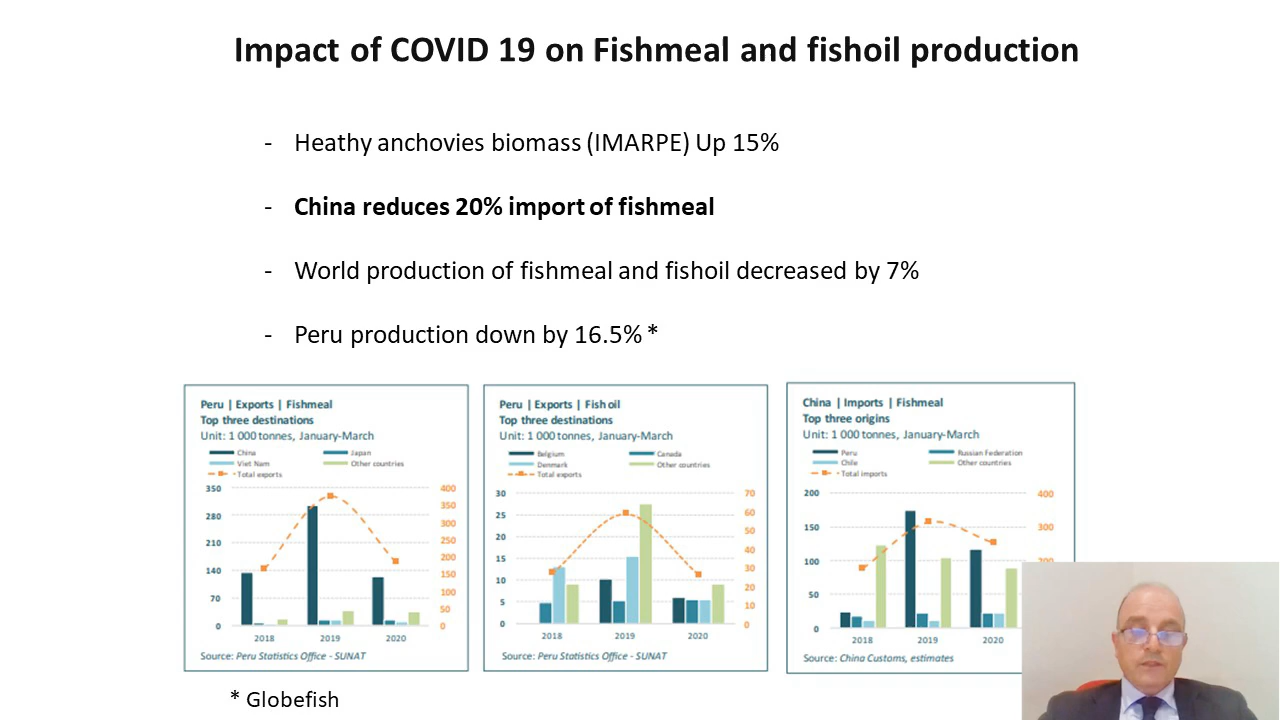 Impact of COVID 19 on Fishmeal and fishoil production
- Heathy anchovies biomass (IMARPE) Up 15%
- China reduces 20% import of fishmeal
- World production of fishmeal and fishoil decreased by 7%
- Peru production down by 16.5% *
Peru | Exports | Fishmeal
Top three destinations
Unit: 1 000 tonnes, January-March
China Japan
Viet Nam Other countries
Total exports
350 400
350
280 300
250
210 200
140 150
100
70 50
0 0
2018 2019 2020
Source: Peru Statistics Office - SUNAT
Peru | Exports | Fish oil
Top three destinations
Unit: 1 000 tonnes, January-March
Belgium Canada
Denmark Other countries
Total exports
30 70
25 60
20 50
40
15 30
10 20
5 10
0 0
2018 2019 2020
Source: Peru Statistics Office - SUNAT
China | Imports | Fishmeal
Top three origins
Unit: 1 000 tonnes, January-March
Peru Russian Federation
Chile Other countries
Total imports
200 400
150 300
100
50
0
2018 2019 2020
Source: China Customs, estimates
* Globefish